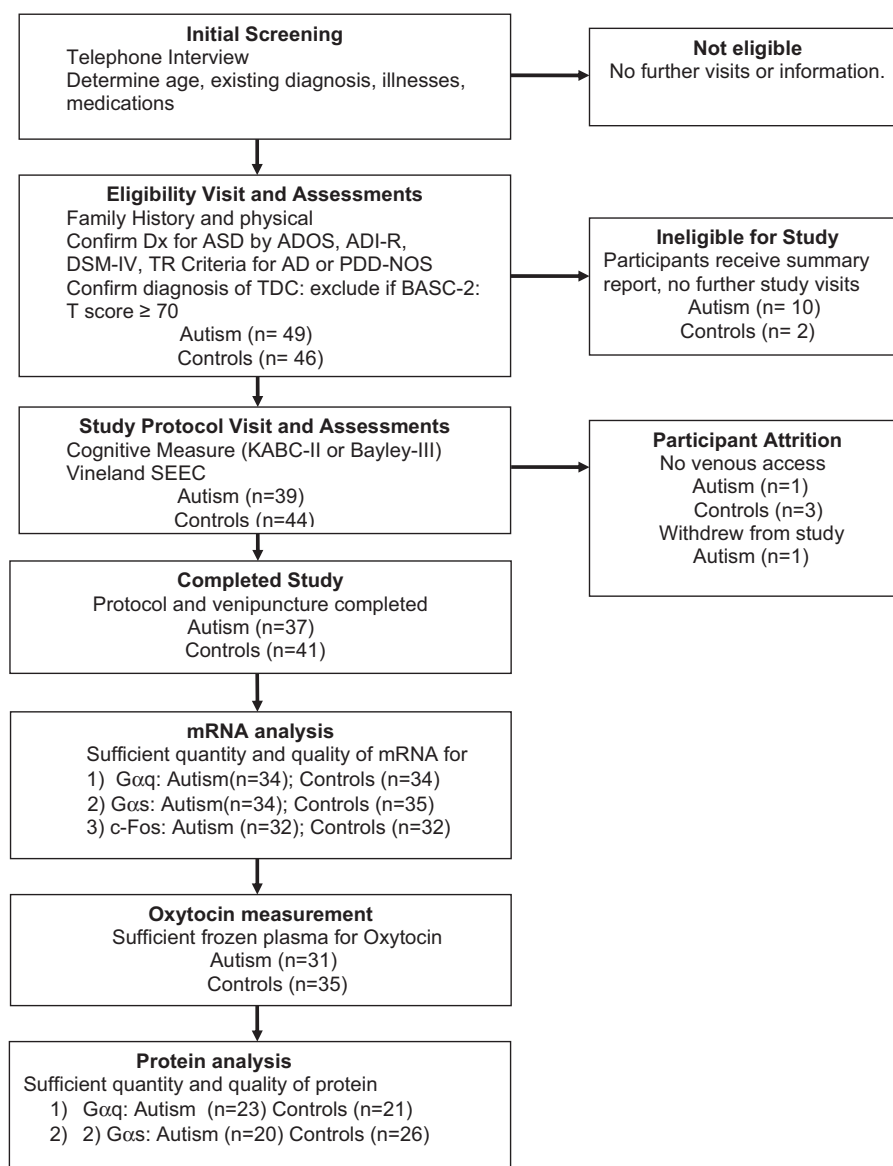 Initial Screening
Telephone Interview
Determine age, existing diagnosis, illnesses,
medications
Not eligible
No further visits or information.
Eligibility Visit and Assessments
Family History and physical
Confirm Dx for ASD by ADOS, ADI-R,
DSM-IV, TR Criteria for AD or PDD-NOS
Confirm diagnosis of TDC: exclude if BASC-2:
T score ≥ 70
Autism (n= 49)
Controls (n= 46)
Ineligible for Study
Participants receive summary
report, no further study visits
Autism (n= 10)
Controls (n= 2)
Study Protocol Visit and Assessments
Cognitive Measure (KABC-II or Bayley-III)
Vineland SEEC
Autism (n=39)
Controls (n=44)
Participant Attrition
No venous access
Autism (n=1)
Controls (n=3)
Withdrew from study
Autism (n=1)
Completed Study
Protocol and venipuncture completed
Autism (n=37)
Controls (n=41)
mRNA analysis
Sufficient quantity and quality of mRNA for
1) Gαq: Autism(n=34); Controls (n=34)
2) Gαs: Autism(n=34); Controls (n=35)
3) c-Fos: Autism (n=32); Controls (n=32)
Oxytocin measurement
Sufficient frozen plasma for Oxytocin
Autism (n=31)
Controls (n=35)
Protein analysis
Sufficient quantity and quality of protein
1) Gαq: Autism (n=23) Controls (n=21)
2) 2) Gαs: Autism (n=20) Controls (n=26)